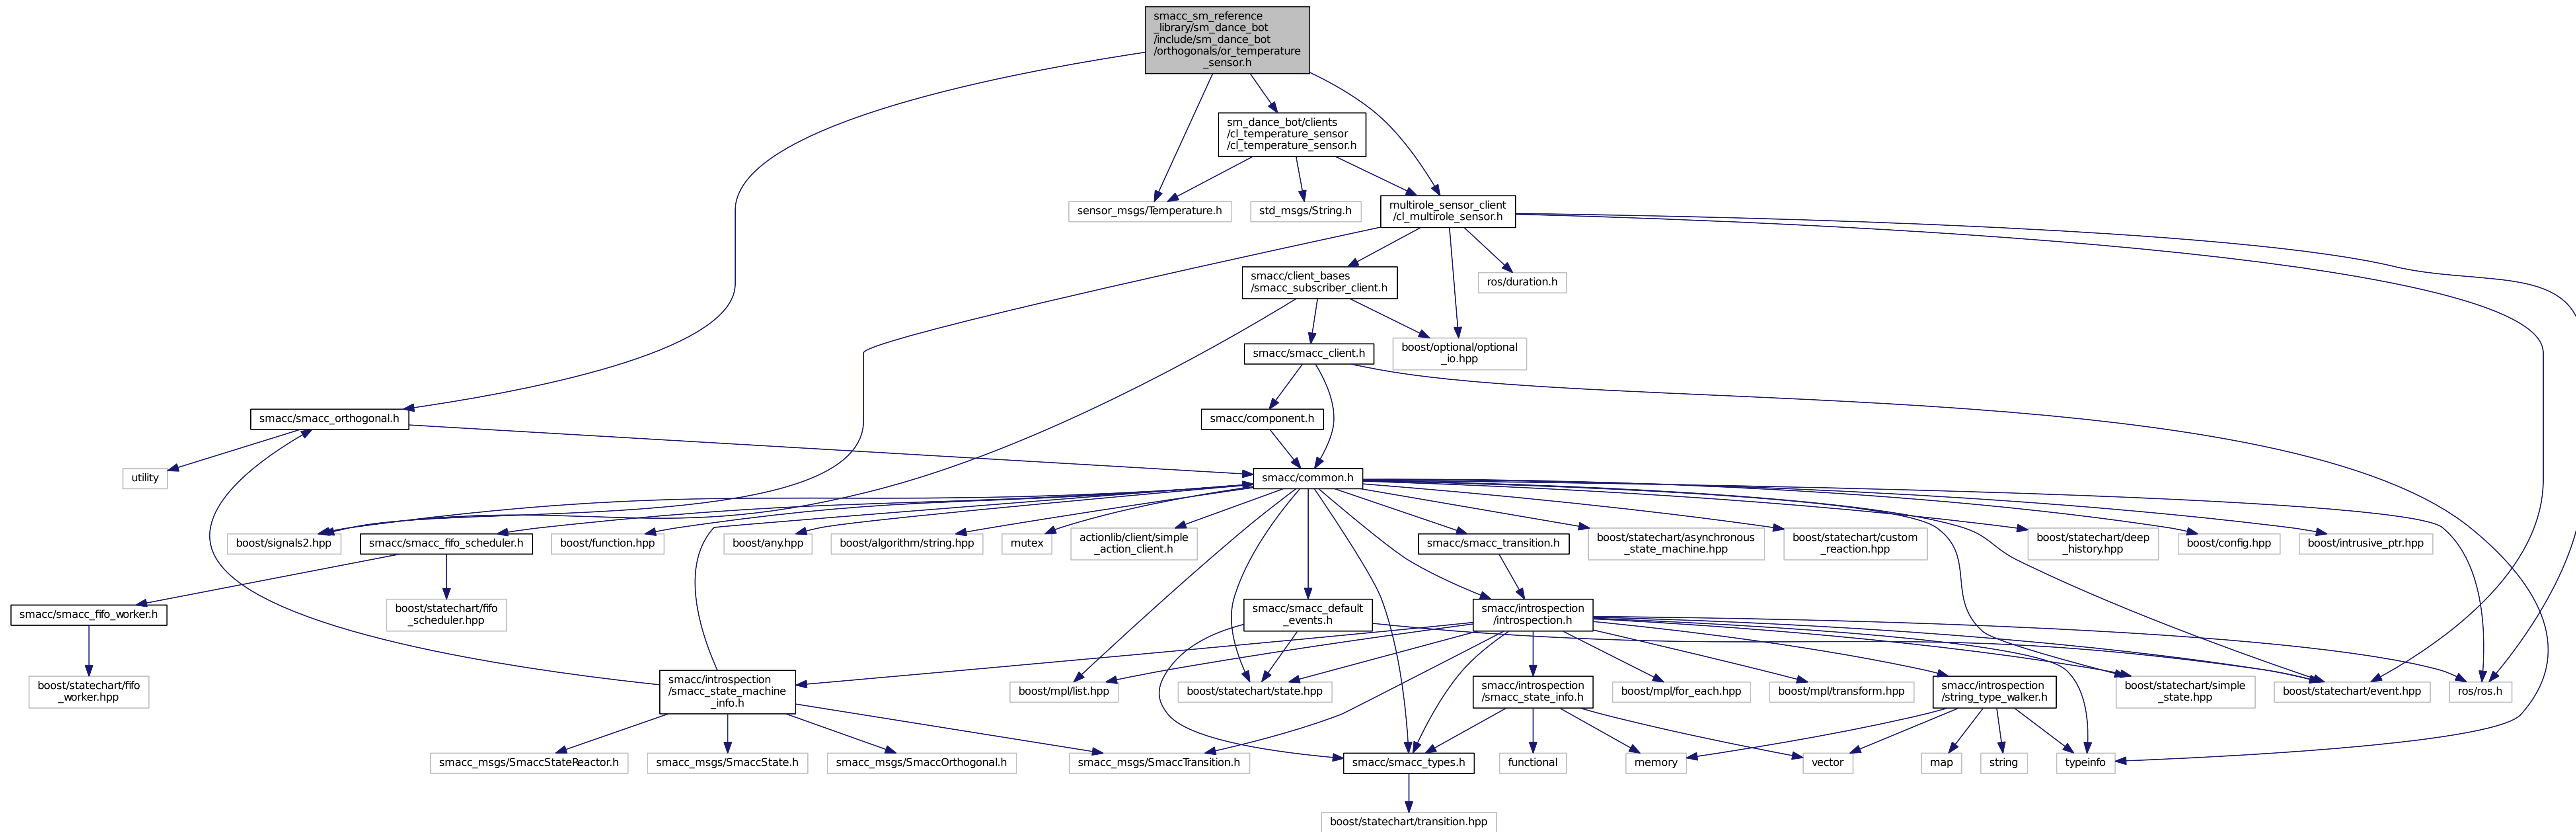 smacc_sm_reference
_library/sm_dance_bot
/include/sm_dance_bot
/orthogonals/or_temperature
_sensor.h
sm_dance_bot/clients
/cl_temperature_sensor
/cl_temperature_sensor.h
sensor_msgs/Temperature.h
std_msgs/String.h
multirole_sensor_client
/cl_multirole_sensor.h
smacc/client_bases
/smacc_subscriber_client.h
ros/duration.h
smacc/smacc_client.h
boost/optional/optional
_io.hpp
smacc/smacc_orthogonal.h
smacc/component.h
utility
smacc/common.h
boost/signals2.hpp
smacc/smacc_fifo_scheduler.h
boost/function.hpp
boost/any.hpp
boost/algorithm/string.hpp
mutex
actionlib/client/simple
_action_client.h
smacc/smacc_transition.h
boost/statechart/asynchronous
_state_machine.hpp
boost/statechart/custom
_reaction.hpp
boost/statechart/deep
_history.hpp
boost/config.hpp
boost/intrusive_ptr.hpp
smacc/smacc_fifo_worker.h
boost/statechart/fifo
_scheduler.hpp
smacc/smacc_default
_events.h
smacc/introspection
/introspection.h
boost/statechart/fifo
_worker.hpp
smacc/introspection
/smacc_state_machine
_info.h
boost/mpl/list.hpp
boost/statechart/state.hpp
smacc/introspection
/smacc_state_info.h
boost/mpl/for_each.hpp
boost/mpl/transform.hpp
smacc/introspection
/string_type_walker.h
boost/statechart/simple
_state.hpp
boost/statechart/event.hpp
ros/ros.h
smacc_msgs/SmaccStateReactor.h
smacc_msgs/SmaccState.h
smacc_msgs/SmaccOrthogonal.h
smacc_msgs/SmaccTransition.h
smacc/smacc_types.h
functional
memory
vector
map
string
typeinfo
boost/statechart/transition.hpp